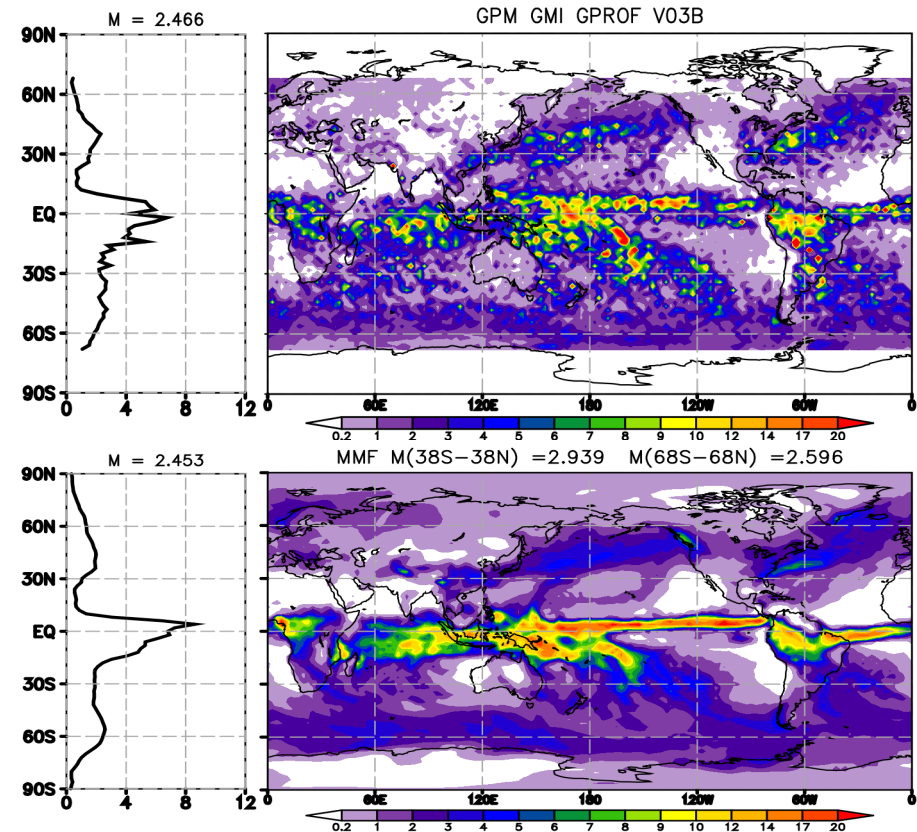 M = 2.466
GPM GMI GPROF V03B
90N
60N
30N
EQ
30S
60S
90S
0 4 8 12
60E 120E 180 120W 60W 0
0.2 1 2 3 4 5 6 7 8 9 10 12 14 17 20
M = 2.453
MMF M(38S-38N) =2.939 M(68S-68N) =2.596
90N
60N
30N
EQ
30S
60S
90S
0 4 8 12
60E 120E 180 120W 60W 0
0.2 1 2 3 4 5 6 7 8 9 10 12 14 17 20